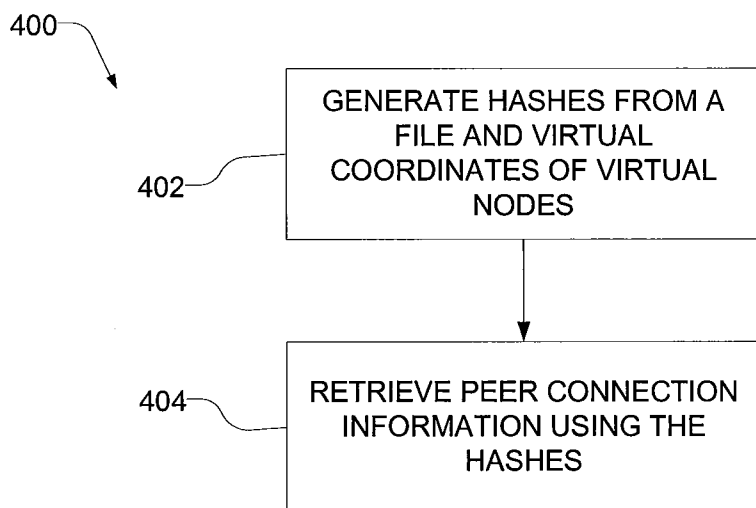 400
GENERATE HASHES FROM A
FILE AND VIRTUAL
COORDINATES OF VIRTUAL
NODES
402
RETRIEVE PEER CONNECTION
INFORMATION USING THE
HASHES
404